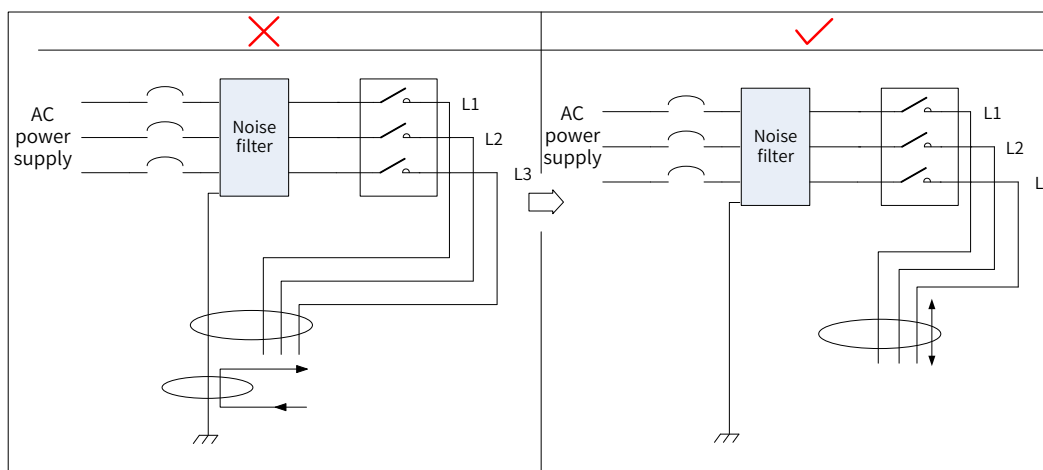 AC
power
supply
Noise
filter
L1
L2
L3
AC
power
supply
Noise
filter
L1
L2
L